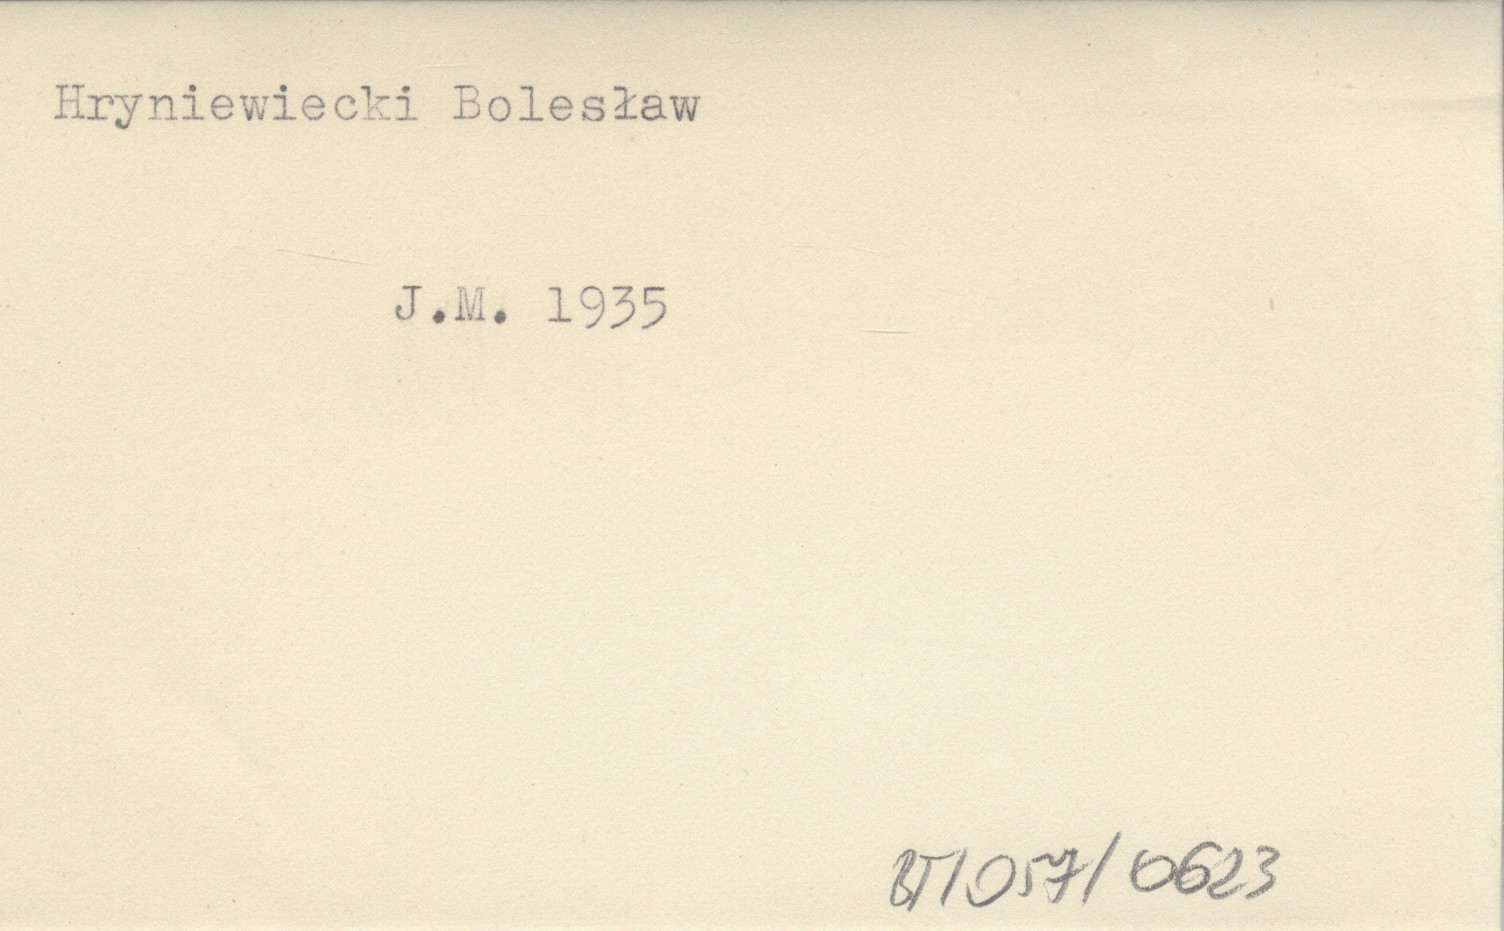 Hryniewiecki Bolesław
J.M. 1935
BT/057/0623